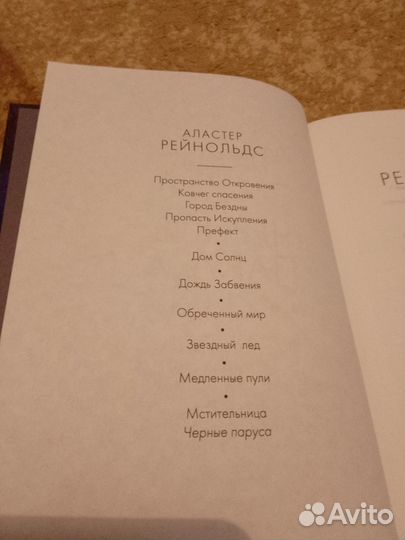 АЛАСТЕР
РЕЙНОЛЬДС
Пространство Откровения
Ковчег спасения
Город Бездны
Пропасть Искупления
Префект
•
Дом Солнц
•
Дождь Забвения
•
Обреченный мир
•
Звездный лед
•
Медленные пули
•
Мстительница
Черные паруса
РЕ
Avito